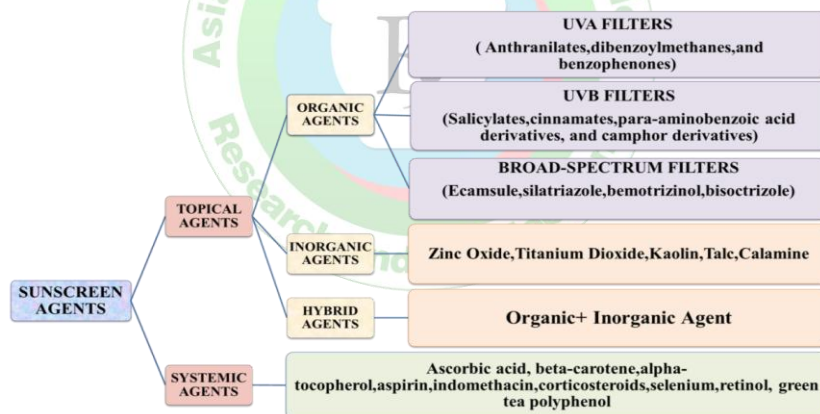 UVA FILTERS
( Anthranilates,dibenzoylmethanes,and
benzophenones)
ORGANIC
AGENTS
UVB FILTERS
(Salicylates,cinnamates,para-aminobenzoic acid
derivatives, and camphor derivatives)
BROAD-SPECTRUM FILTERS
(Ecamsule,silatriazole,bemotrizinol,bisoctrizole)
TOPICAL
AGENTS
INORGANIC
AGENTS
Zinc Oxide,Titanium Dioxide,Kaolin,Talc,Calamine
SUNSCREEN
AGENTS
HYBRID
AGENTS
Organic+ Inorganic Agent
SYSTEMIC
AGENTS
Ascorbic acid, beta-carotene,alpha-
tocopherol,aspirin,indomethacin,corticosteroids,selenium,retinol, green
tea polyphenol
Research